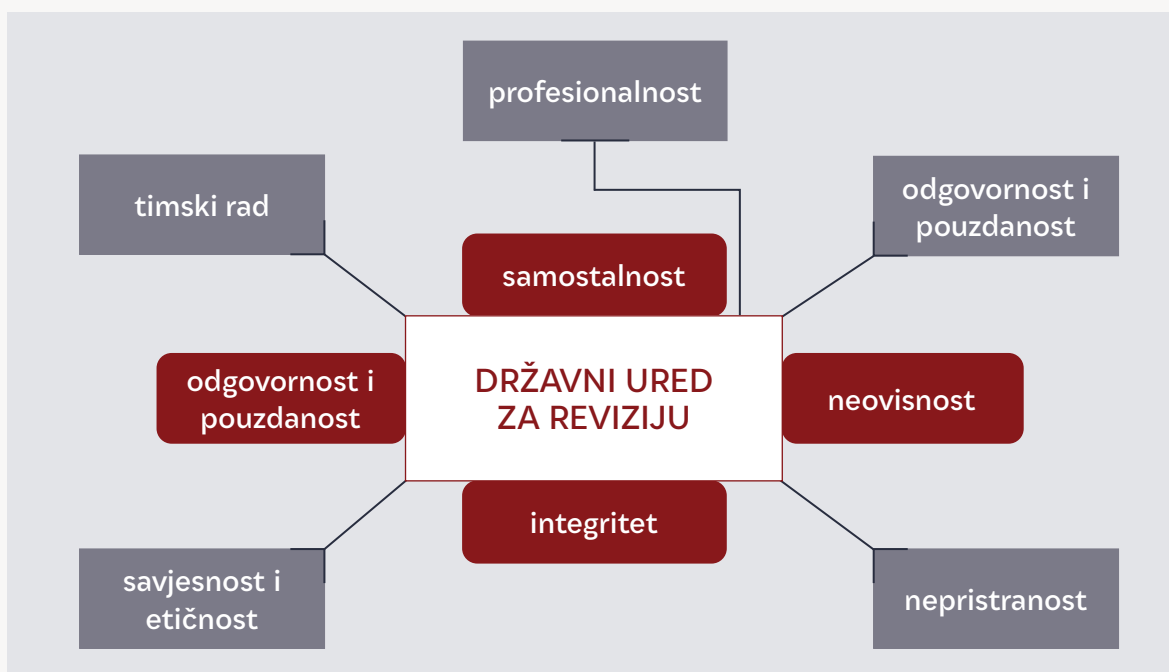 profesionalnost
timski rad
odgovornost i
pouzdanost
samostalnost
odgovornost i
pouzdanost
DRŽAVNI URED
ZA REVIZIJU
neovisnost
integritet
savjesnost i
etičnost
nepristranost